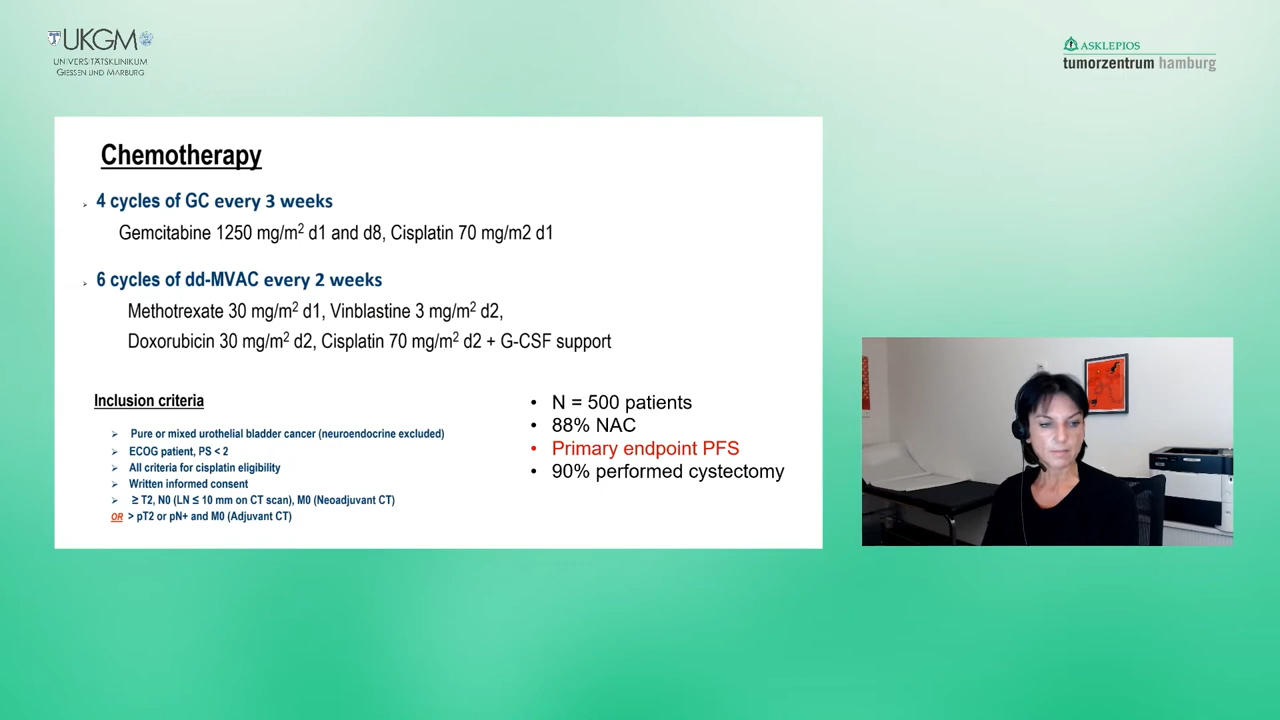 UKGM
UNIVERSITÄTSKLINIKUM
GIESSEN UND MARBURG
ASKLEPIOS
tumorzentrum hamburg
Chemotherapy
➢ 4 cycles of GC every 3 weeks
Gemcitabine 1250 mg/m² d1 and d8, Cisplatin 70 mg/m2 d1
➢ 6 cycles of dd-MVAC every 2 weeks
Methotrexate 30 mg/m² d1, Vinblastine 3 mg/m² d2,
Doxorubicin 30 mg/m² d2, Cisplatin 70 mg/m² d2 + G-CSF support
Inclusion criteria
➢ Pure or mixed urothelial bladder cancer (neuroendocrine excluded)
➢ ECOG patient, PS < 2
➢ All criteria for cisplatin eligibility
➢ Written informed consent
➢ ≥ T2, N0 (LN ≤ 10 mm on CT scan), M0 (Neoadjuvant CT)
OR > pT2 or pN+ and M0 (Adjuvant CT)
• N = 500 patients
• 88% NAC
• Primary endpoint PFS
• 90% performed cystectomy